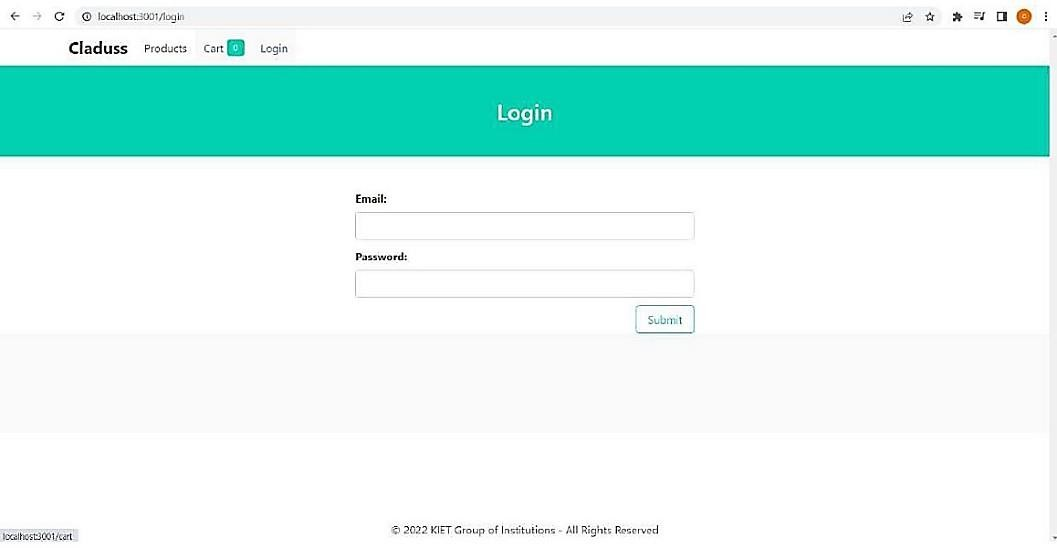 localhost:3001/login
Claduss Products Cart 0 Login
Login
Email:
Password:
Submit
© 2022 KIET Group of Institutions - All Rights Reserved
localhost:3001/cart